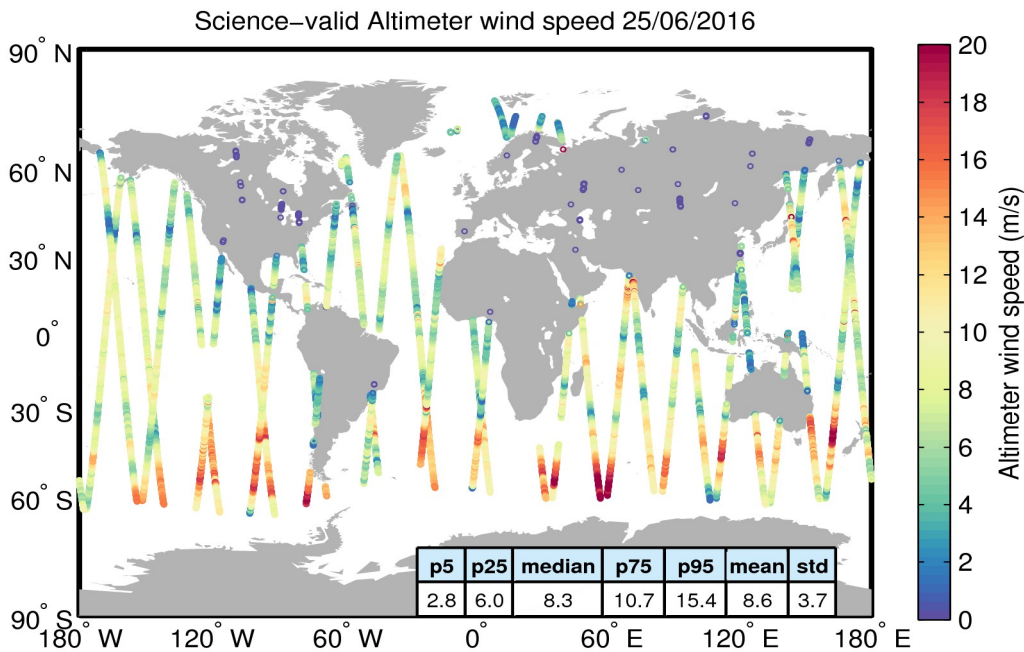 Science−valid Altimeter wind speed 25/06/2016
90° N
60° N
30° N
0°
30° S
60° S
90° S
180° W
120° W
60° W
0°
60° E
120° E
180° E
p5 p25 median p75 p95 mean std
2.8 6.0 8.3 10.7 15.4 8.6 3.7
20
18
16
14
12
10
8
6
4
2
0
Altimeter wind speed (m/s)